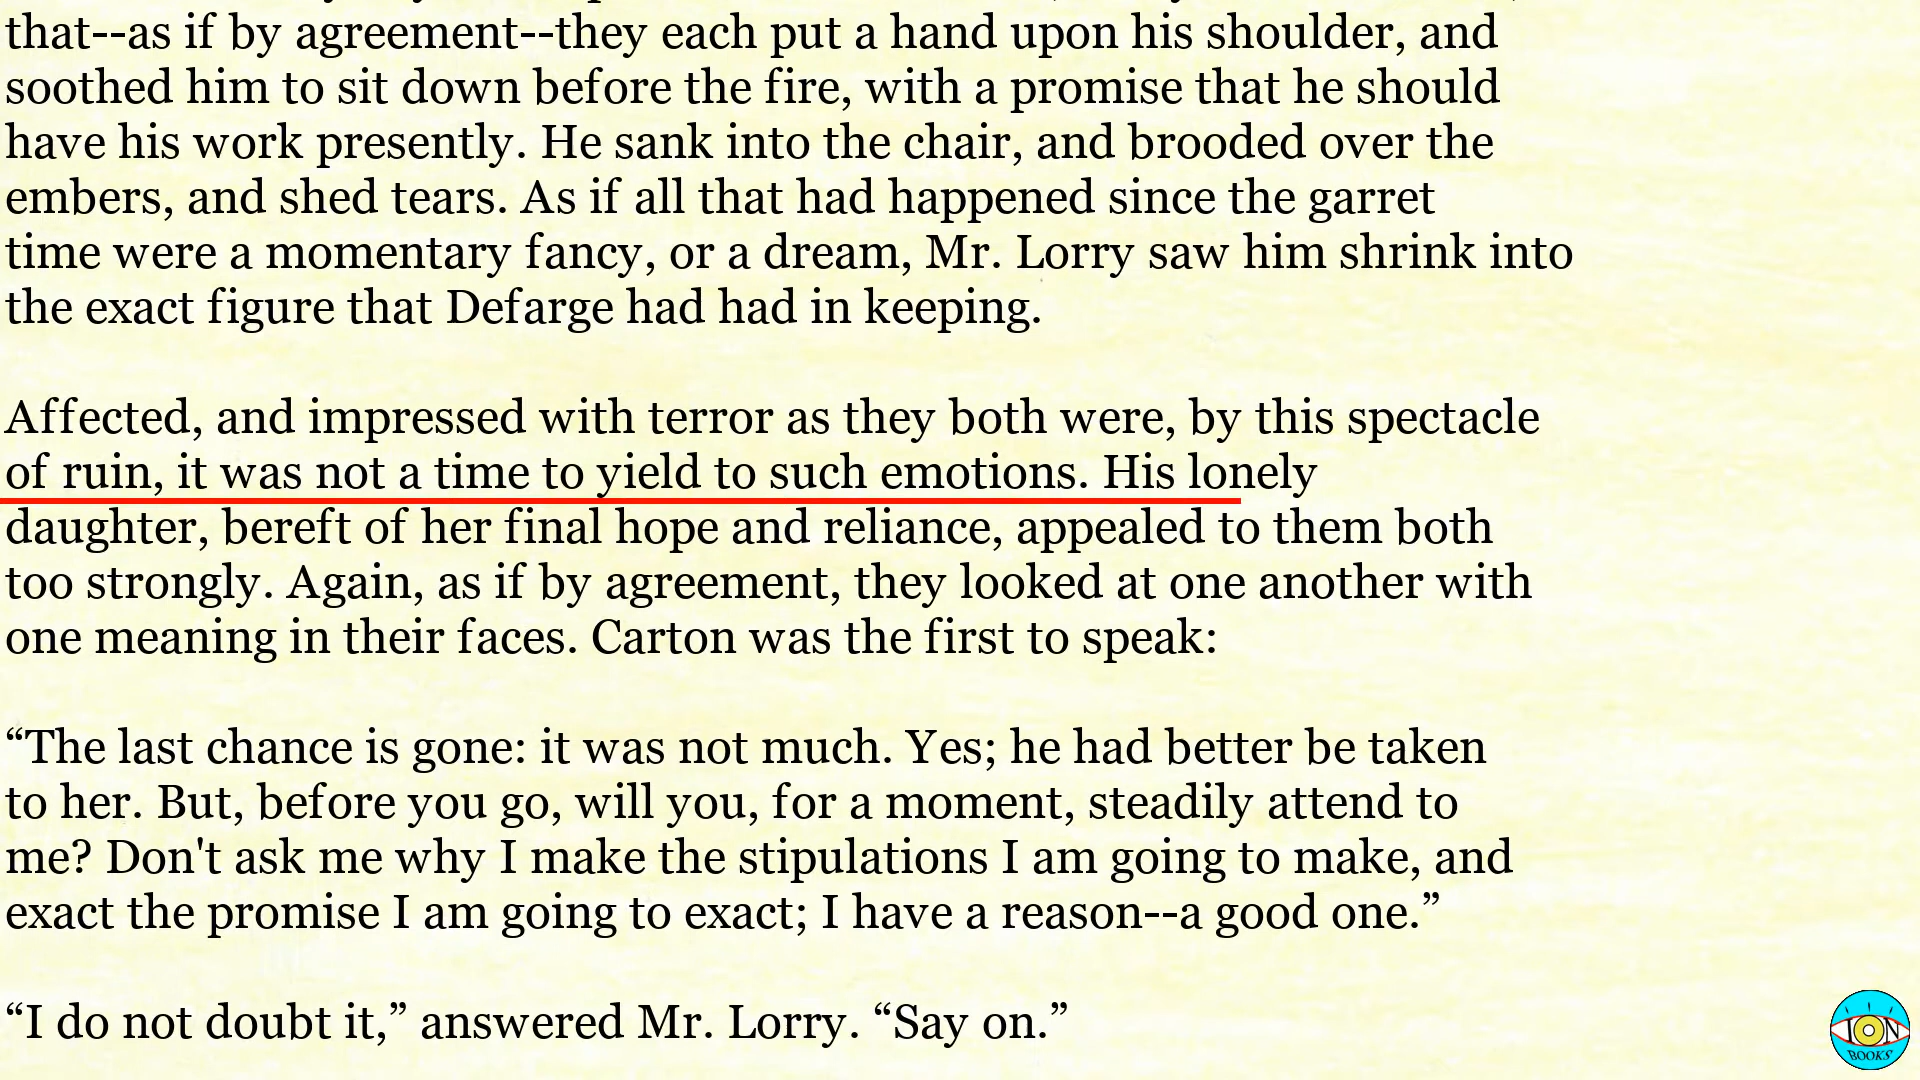 that--as if by agreement--they each put a hand upon his shoulder, and
soothed him to sit down before the fire, with a promise that he should
have his work presently. He sank into the chair, and brooded over the
embers, and shed tears. As if all that had happened since the garret
time were a momentary fancy, or a dream, Mr. Lorry saw him shrink into
the exact figure that Defarge had had in keeping.
Affected, and impressed with terror as they both were, by this spectacle
of ruin, it was not a time to yield to such emotions. His lonely
daughter, bereft of her final hope and reliance, appealed to them both
too strongly. Again, as if by agreement, they looked at one another with
one meaning in their faces. Carton was the first to speak:
“The last chance is gone: it was not much. Yes; he had better be taken
to her. But, before you go, will you, for a moment, steadily attend to
me? Don't ask me why I make the stipulations I am going to make, and
exact the promise I am going to exact; I have a reason--a good one.”
“I do not doubt it,” answered Mr. Lorry. “Say on.”
ION
BOOKS